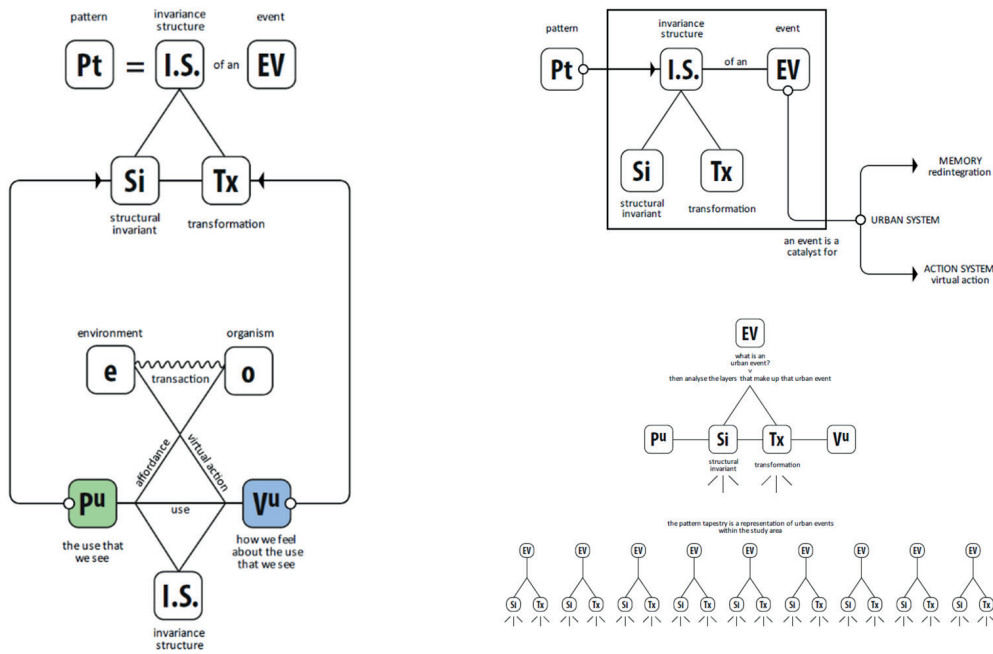 pattern
invariance
structure
event
Pt = I.S. of an EV
Si
Tx
structural
invariant
transformation
environment
organism
e
o
transaction
affordance
virtual action
Pu
use
Vu
the use that
we see
how we feel
about the use
that we see
I.S.
invariance
structure
pattern
invariance
structure
event
Pt
I.S.
of an
EV
Si
Tx
structural
invariant
transformation
MEMORY
redintegration
URBAN SYSTEM
an event is a
catalyst for
ACTION SYSTEM
virtual action
EV
what is an
urban event?
v
then analyse the layers that make up that urban event
Pu
Si
Tx
Vu
structural
invariant
transformation
the pattern tapestry is a representation of urban events
within the study area
EV EV EV EV EV EV EV EV EV
Si Tx Si Tx Si Tx Si Tx Si Tx Si Tx Si Tx Si Tx Si Tx